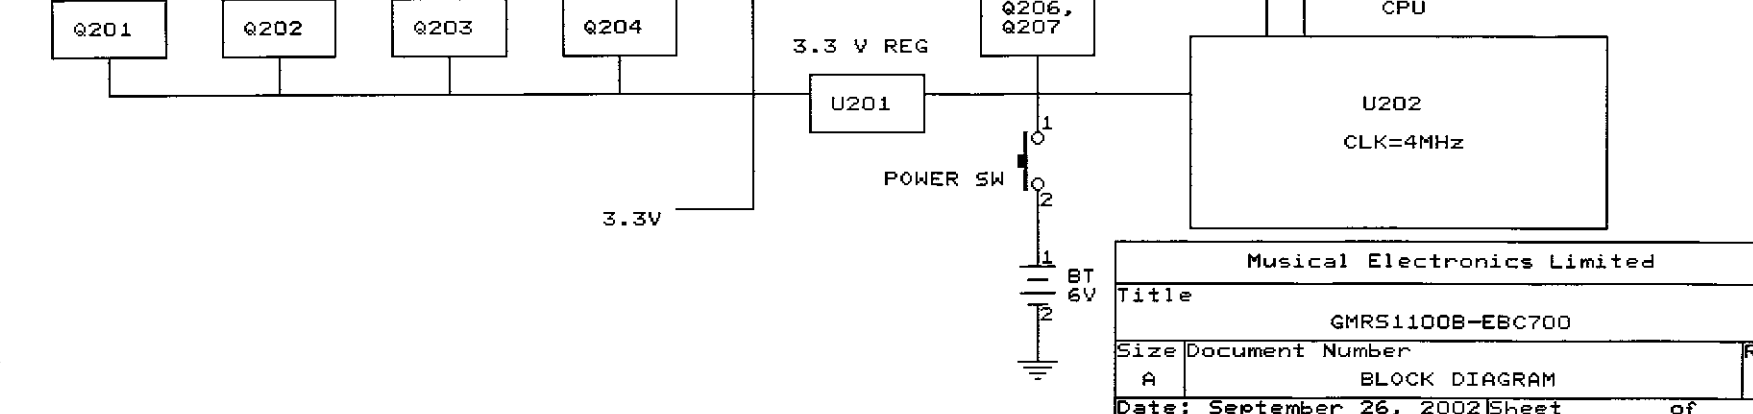 Q206,
CPU
Q201
Q202
Q203
Q204
Q207
3.3 V REG
U201
U202
1
CLK=4MHz
POWER SW
2
3.3V
1
BT
6V
2
Musical Electronics Limited
Title
GMRS1100B-EBC700
Size
Document Number
R
A
BLOCK DIAGRAM
Date: September 26, 2002
Sheet of